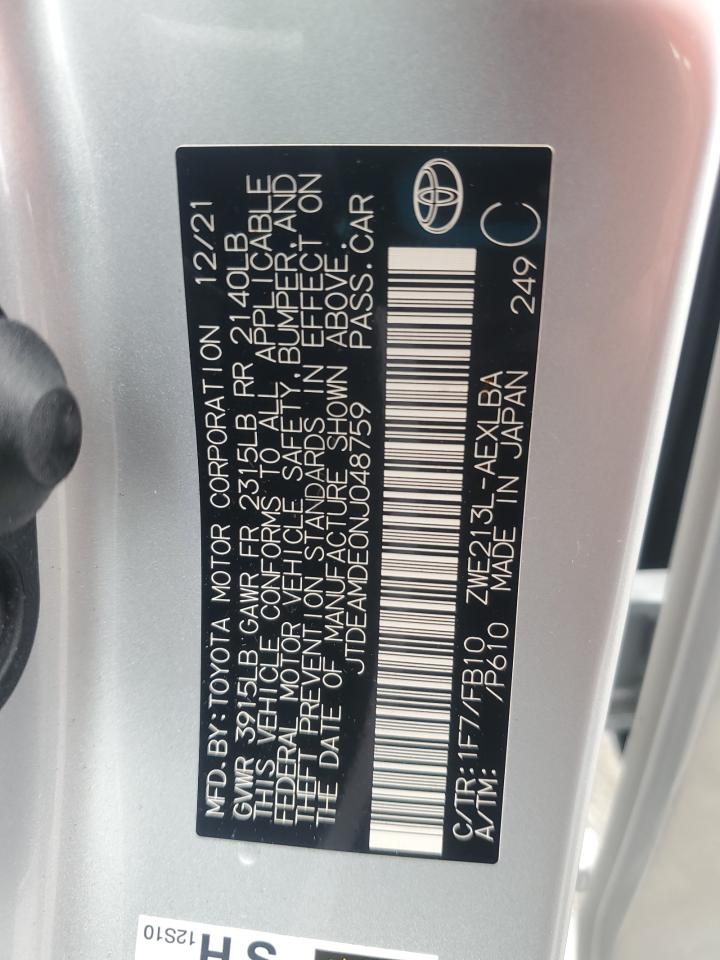 MFD.BY:TOYOTA MOTOR CORPORATION 12/21
GVWR 3915LB GAWR FR 2315LB RR 2140LB
THIS VEHICLE CONFORMS TO ALL APPLICABLE
FEDERAL MOTOR VEHICLE SAFETY,BUMPER,AND
THEFT PREVENTION STANDARDS IN EFFECT ON
THE DATE OF MANUFACTURE SHOWN ABOVE.
JTDEAMDE0NJ048759 PASS.CAR
C/TR:1F7/FB10 ZWE213L-AEXLBA 249 C
A/TM: /P610 MADE IN JAPAN
12S10
SH